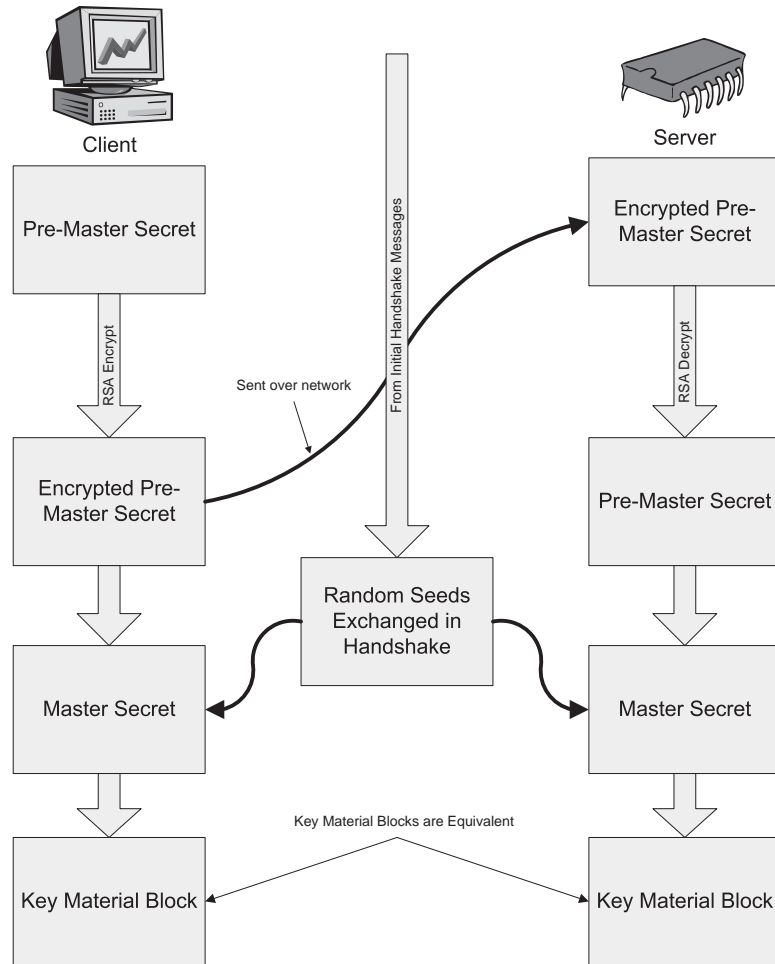 Client
Server
Pre-Master Secret
Encrypted Pre-
Master Secret
From Initial Handshake Messages
RSA Encrypt
RSA Decrypt
Sent over network
Encrypted Pre-
Master Secret
Pre-Master Secret
Random Seeds
Exchanged in
Handshake
Master Secret
Master Secret
Key Material Blocks are Equivalent
Key Material Block
Key Material Block